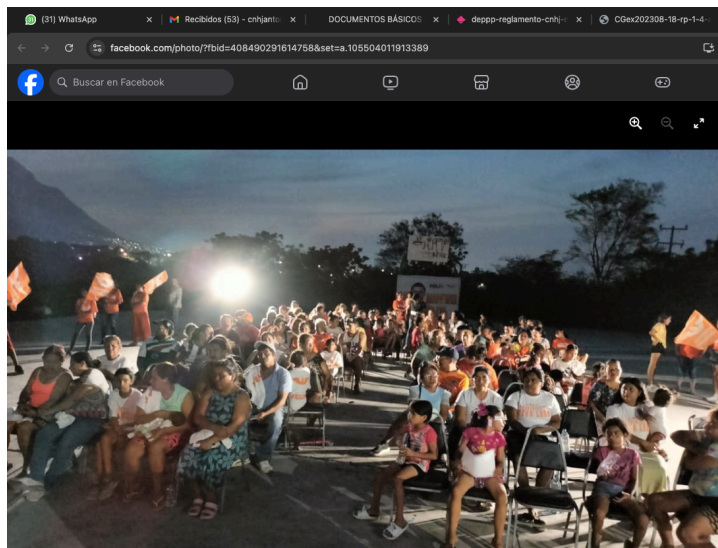 (31) WhatsApp
Recibidos (53) - cnhjanto
DOCUMENTOS BÁSICOS
deppp-reglamento-cnhj-
CGex202308-18-rp-1-4-
facebook.com/photo/?fbid=408490291614758&set=a.105504011913389
Buscar en Facebook